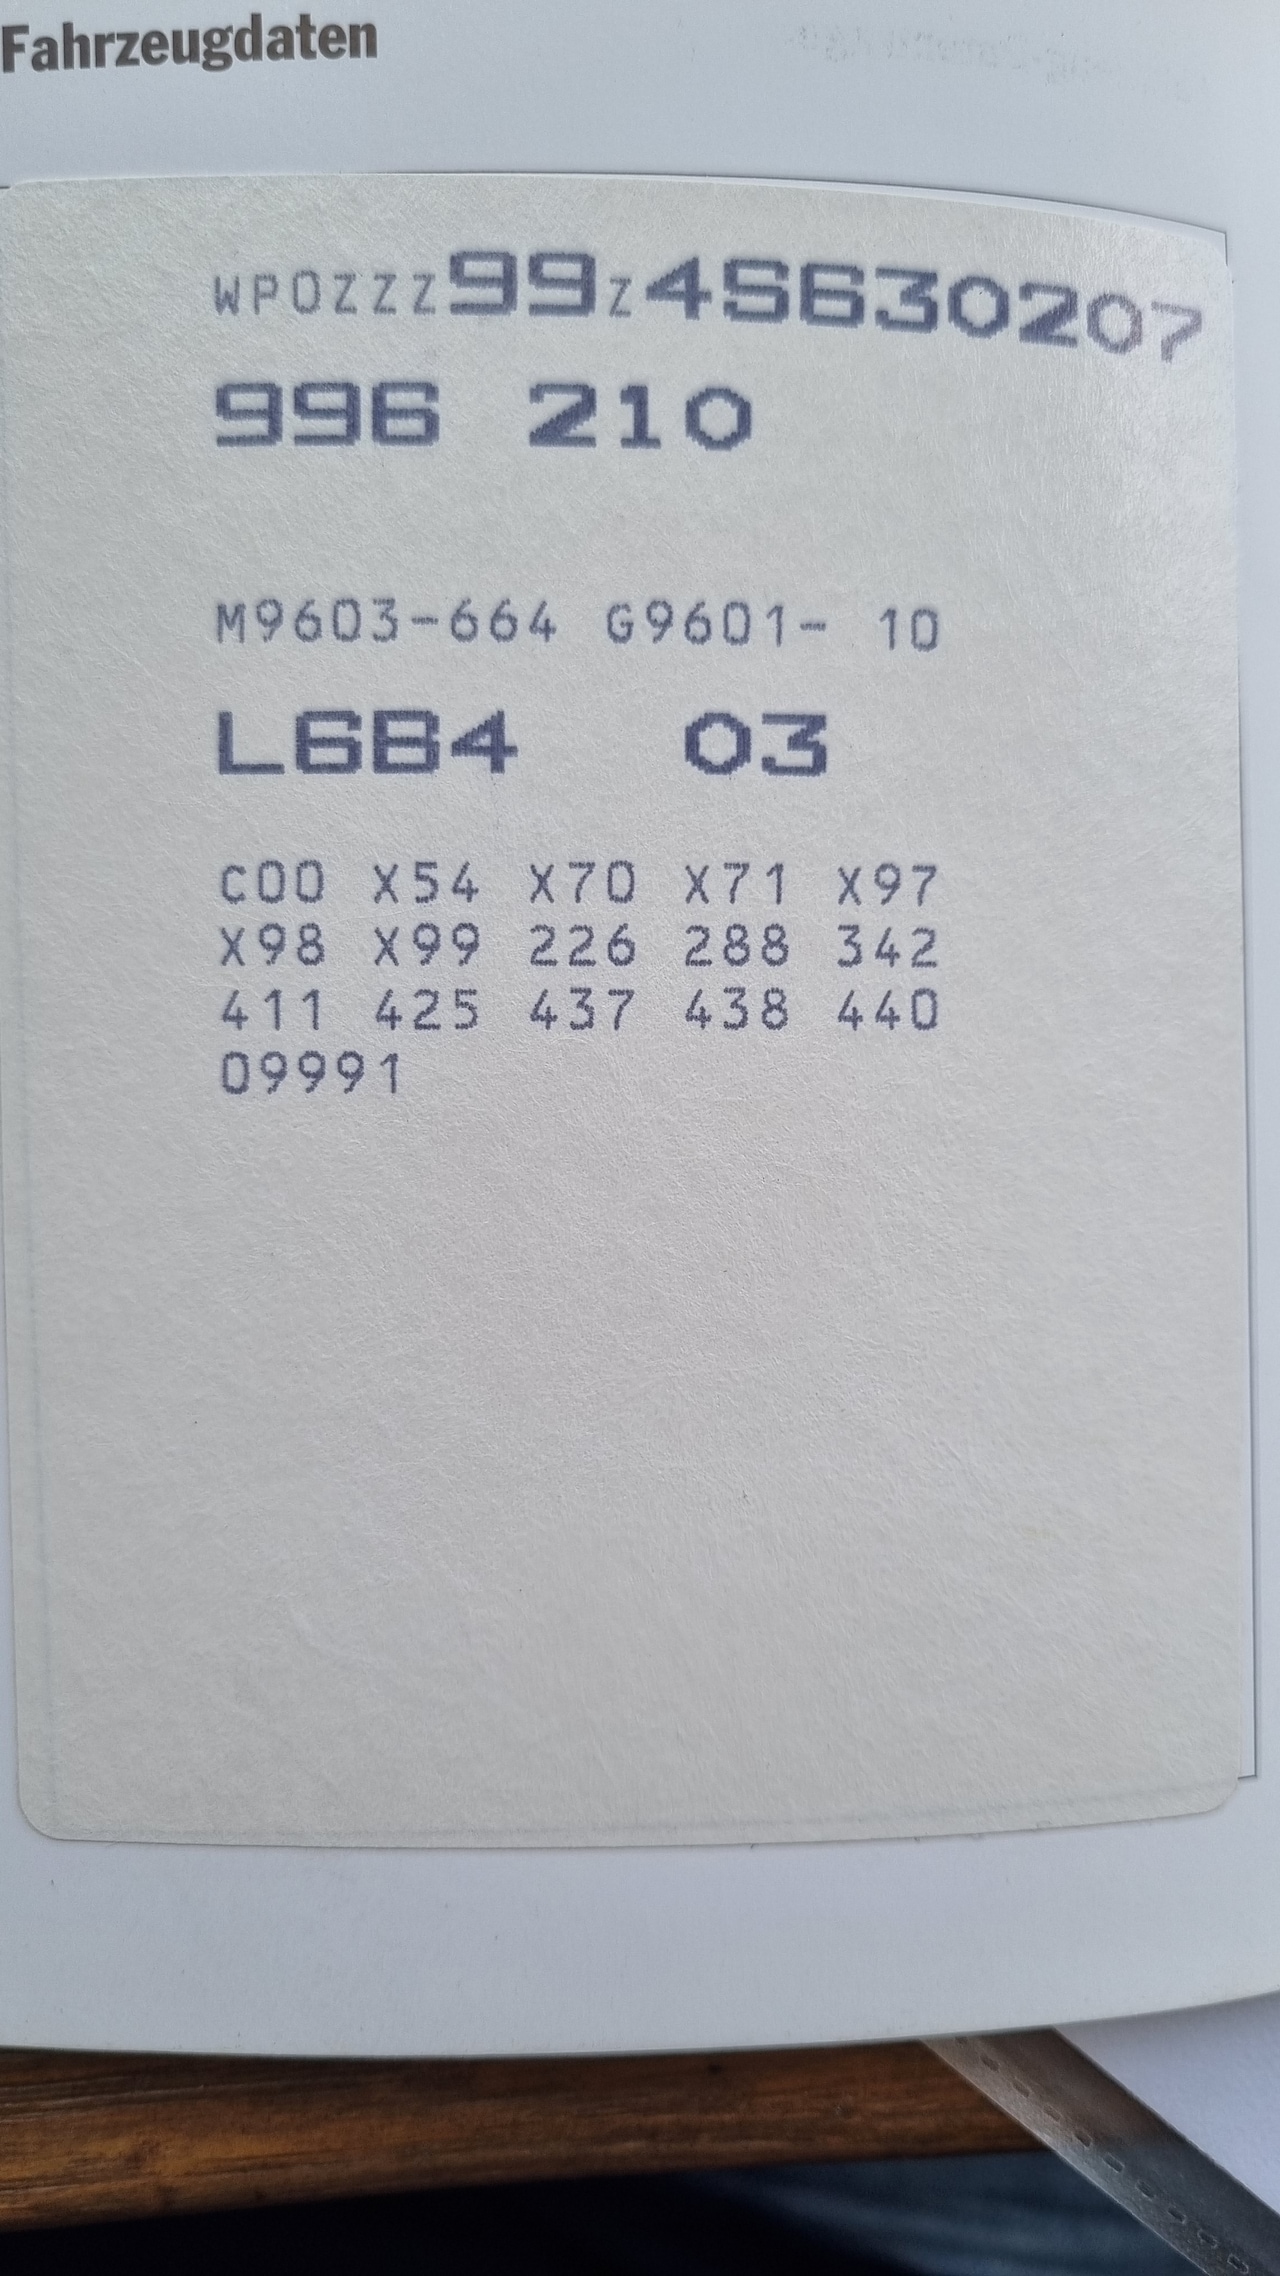 Fahrzeugdaten
WP0ZZZ99Z4S630207
996 210
M9603-664 G9601- 10
L6B4 03
C00 X54 X70 X71 X97
X98 X99 226 288 342
411 425 437 438 440
09991